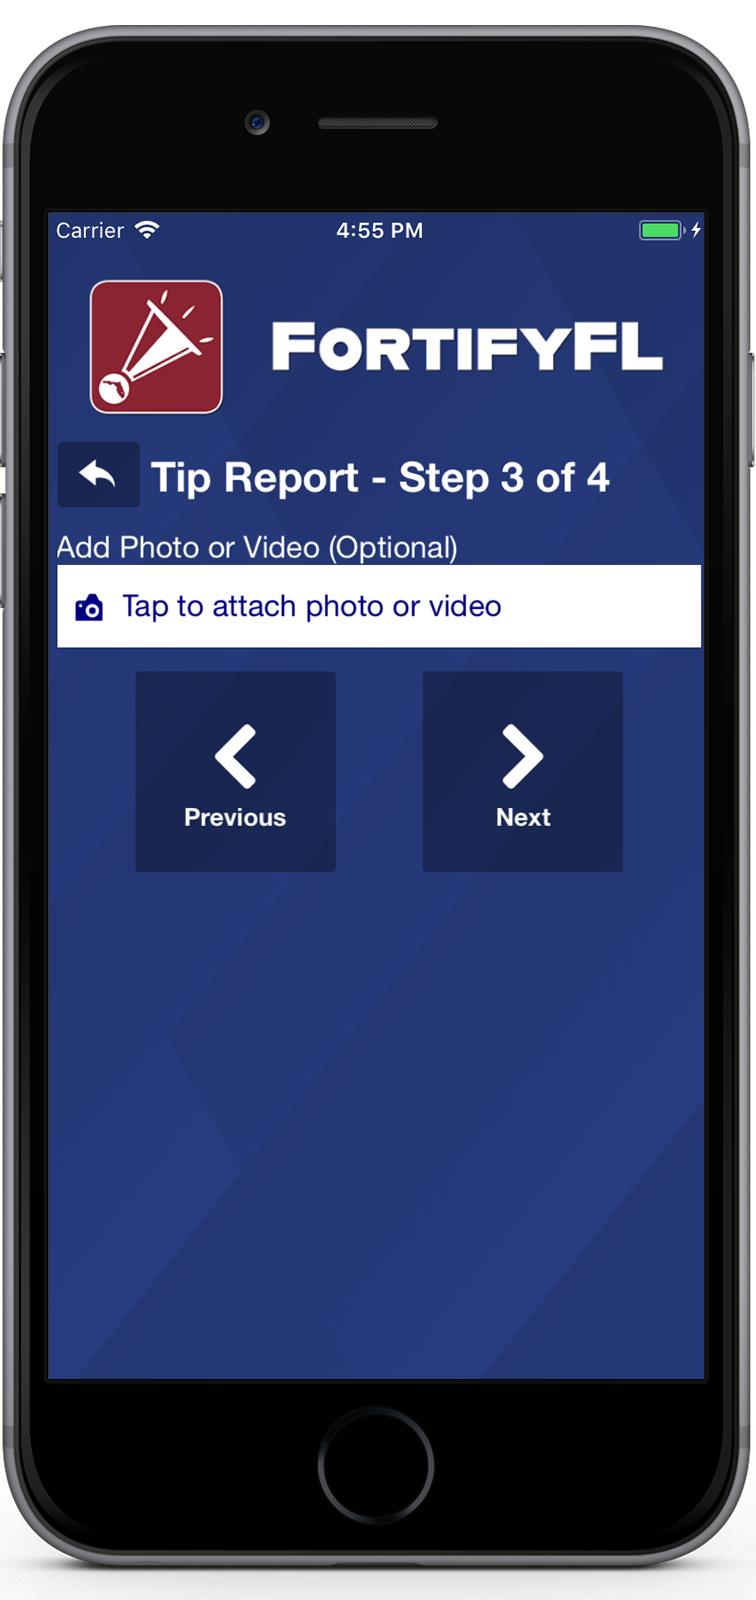 Carrier 4:55 PM
FORTIFYFL
Tip Report - Step 3 of 4
Add Photo or Video (Optional)
Tap to attach photo or video
Previous Next